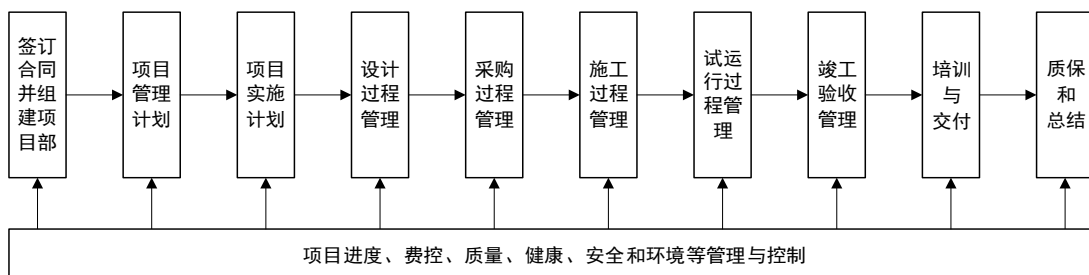 签订
合同
并组
建项
目部
项目
管理
计划
项目
实施
计划
设计
过程
管理
采购
过程
管理
施工
过程
管理
试运
行过
程管
理
竣工
验收
管理
培训
与
交付
质保
和
总结
项目进度、费控、质量、健康、安全和环境等管理与控制